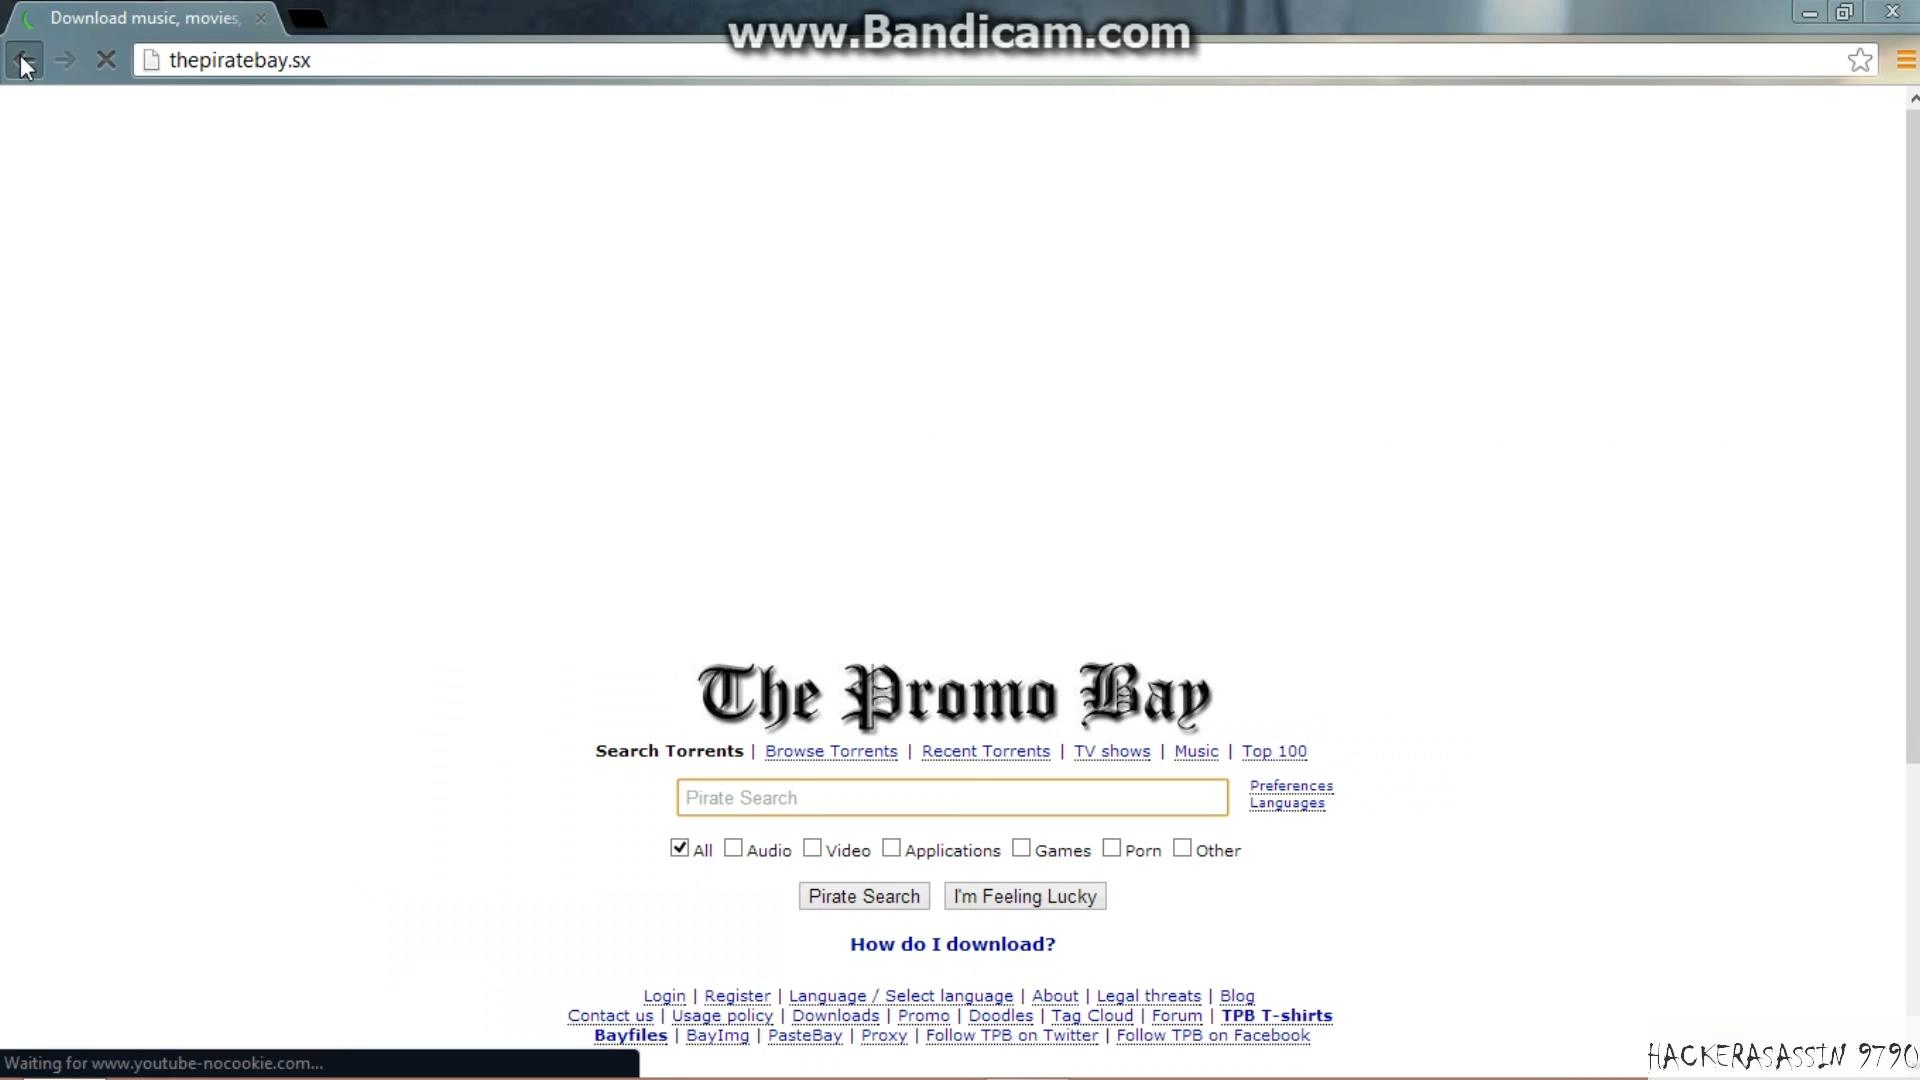 Download music, movies,
www.Bandicam.com
thepiratebay.sx
The Promo Bay
Search Torrents | Browse Torrents | Recent Torrents | TV shows | Music | Top 100
Pirate Search
Preferences
Languages
All Audio Video Applications Games Porn Other
Pirate Search I'm Feeling Lucky
How do I download?
Login | Register | Language / Select language | About | Legal threats | Blog
Contact us | Usage policy | Downloads | Promo | Doodles | Tag Cloud | Forum | TPB T-shirts
Bayfiles | BayImg | PasteBay | Proxy | Follow TPB on Twitter | Follow TPB on Facebook
Waiting for www.youtube-nocookie.com...
HACKERASASSIN 9790